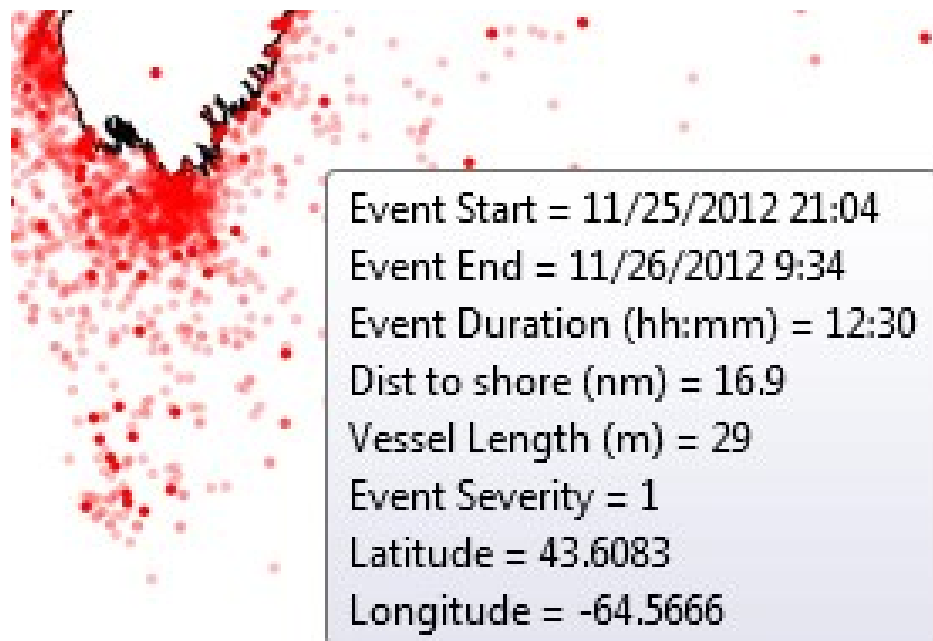 Event Start = 11/25/2012 21:04
Event End = 11/26/2012 9:34
Event Duration (hh:mm) = 12:30
Dist to shore (nm) = 16.9
Vessel Length (m) = 29
Event Severity = 1
Latitude = 43.6083
Longitude = -64.5666